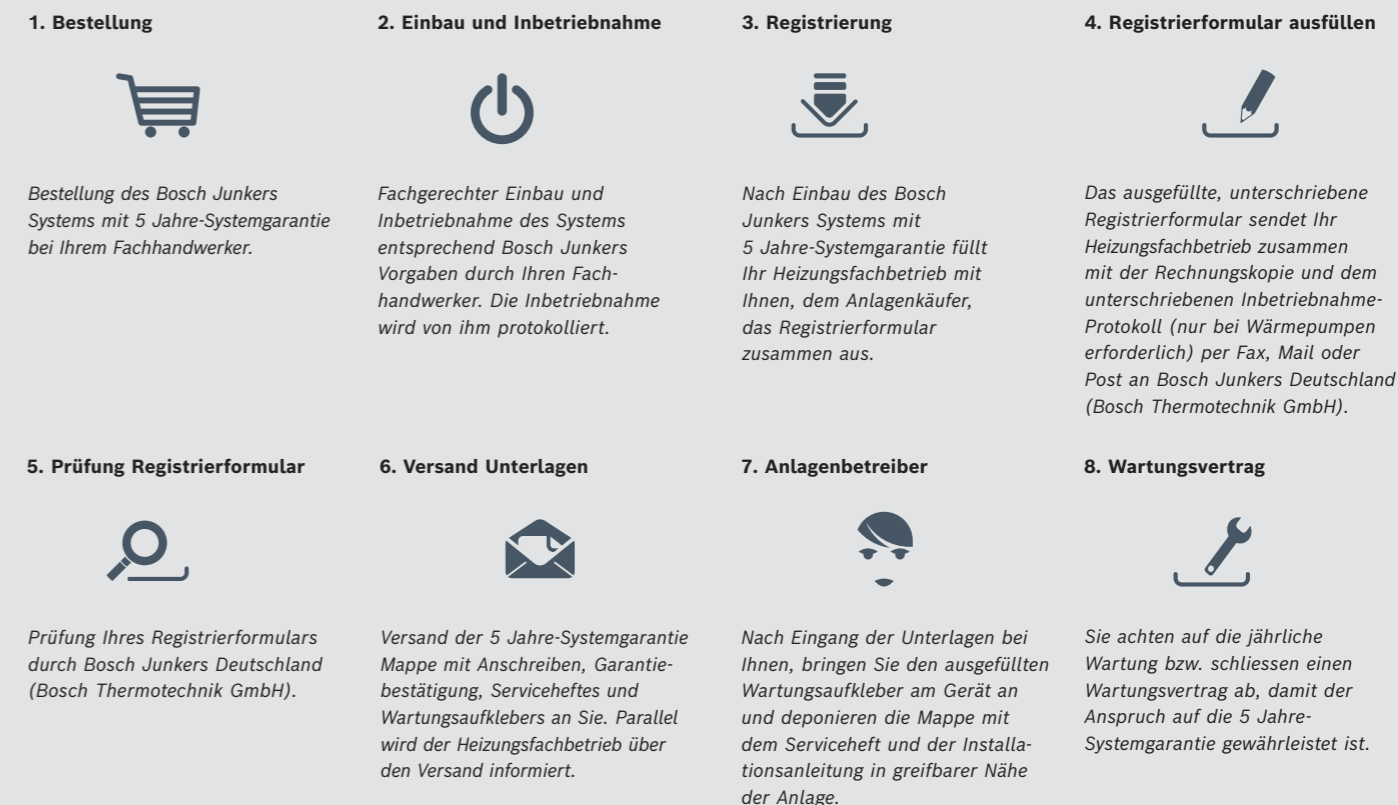 1. Bestellung
Bestellung des Bosch Junkers
Systems mit 5 Jahre-Systemgarantie
bei Ihrem Fachhandwerker.
2. Einbau und Inbetriebnahme
Fachgerechter Einbau und
Inbetriebnahme des Systems
entsprechend Bosch Junkers
Vorgaben durch Ihren Fach-
handwerker. Die Inbetriebnahme
wird von ihm protokolliert.
3. Registrierung
Nach Einbau des Bosch
Junkers Systems mit
5 Jahre-Systemgarantie füllt
Ihr Heizungsfachbetrieb mit
Ihnen, dem Anlagenkäufer,
das Registrierformular
zusammen aus.
4. Registrierformular ausfüllen
Das ausgefüllte, unterschriebene
Registrierformular sendet Ihr
Heizungsfachbetrieb zusammen
mit der Rechnungskopie und dem
unterschriebenen Inbetriebnahme-
Protokoll (nur bei Wärmepumpen
erforderlich) per Fax, Mail oder
Post an Bosch Junkers Deutschland
(Bosch Thermotechnik GmbH).
5. Prüfung Registrierformular
Prüfung Ihres Registrierformulars
durch Bosch Junkers Deutschland
(Bosch Thermotechnik GmbH).
6. Versand Unterlagen
Versand der 5 Jahre-Systemgarantie
Mappe mit Anschreiben, Garantie-
bestätigung, Serviceheftes und
Wartungsaufklebers an Sie. Parallel
wird der Heizungsfachbetrieb über
den Versand informiert.
7. Anlagenbetreiber
Nach Eingang der Unterlagen bei
Ihnen, bringen Sie den ausgefüllten
Wartungsaufkleber am Gerät an
und deponieren die Mappe mit
dem Serviceheft und der Installa-
tionsanleitung in greifbarer Nähe
der Anlage.
8. Wartungsvertrag
Sie achten auf die jährliche
Wartung bzw. schliessen einen
Wartungsvertrag ab, damit der
Anspruch auf die 5 Jahre-
Systemgarantie gewährleistet ist.